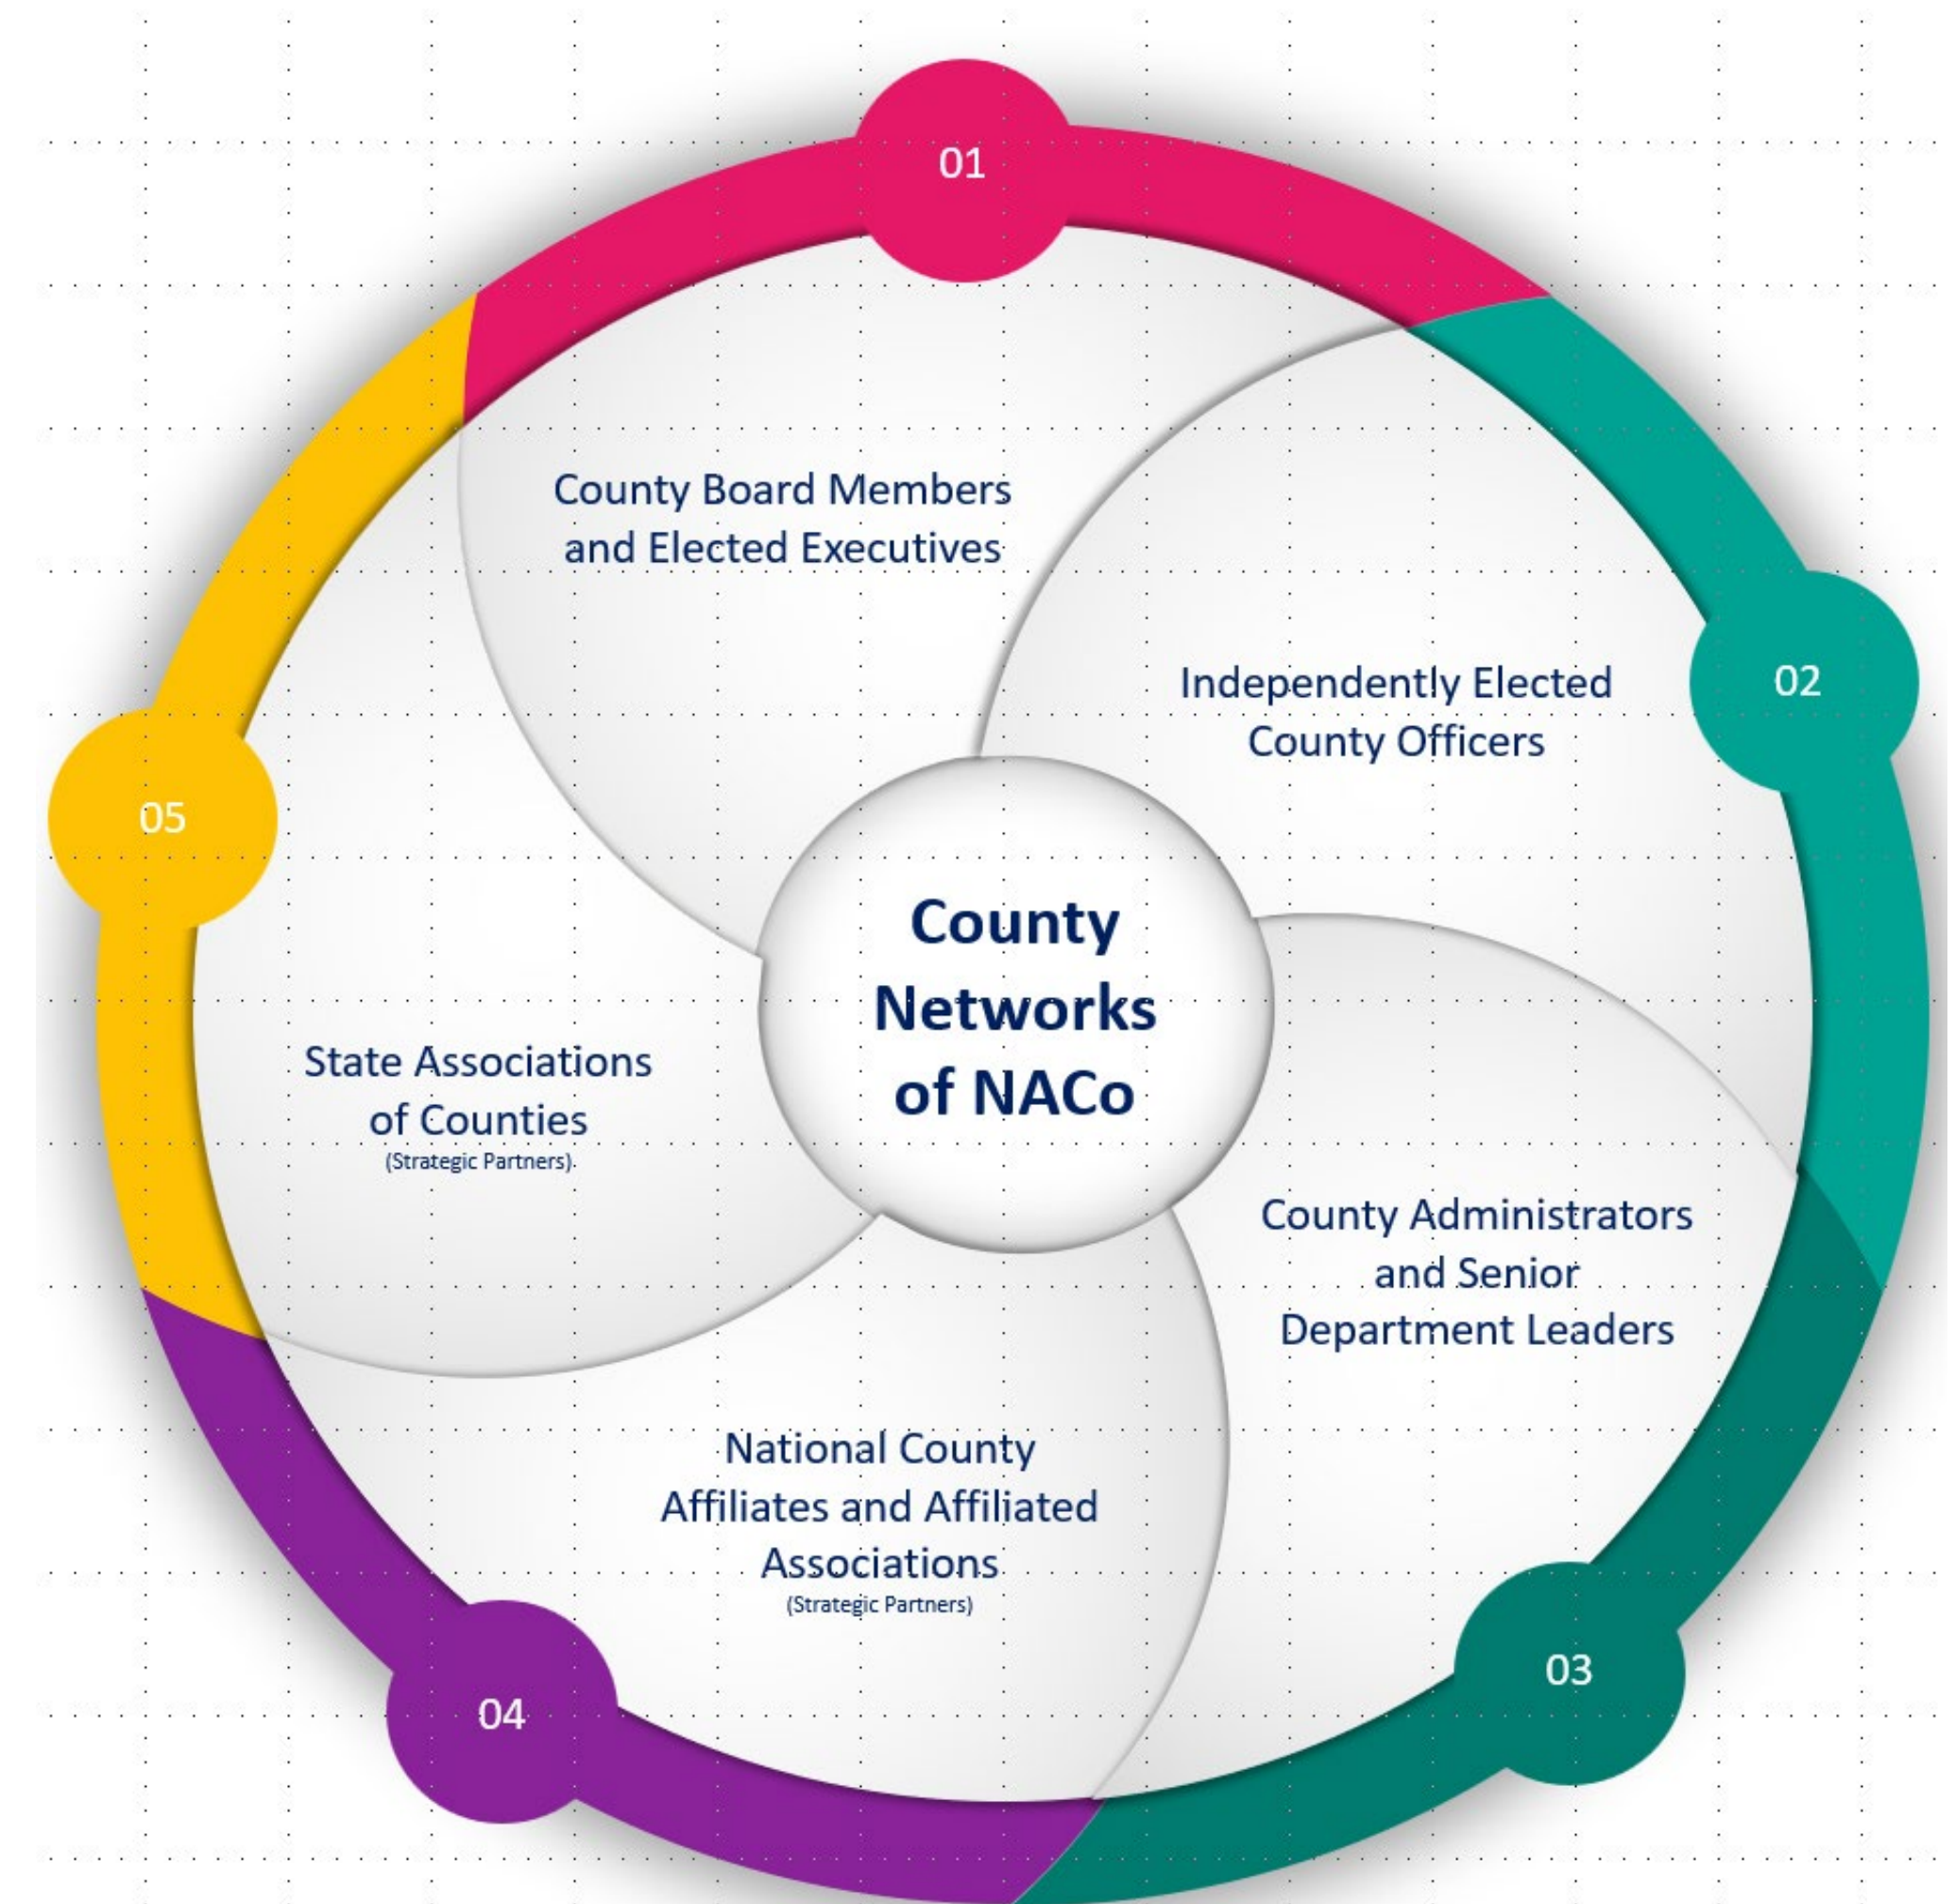 01
County Board Members
and Elected Executives
02
Independently Elected
County Officers
03
County Administrators
and Senior
Department Leaders
04
National County
Affiliates and Affiliated
Associations
(Strategic Partners)
05
State Associations
of Counties
(Strategic Partners)
County
Networks
of NACo